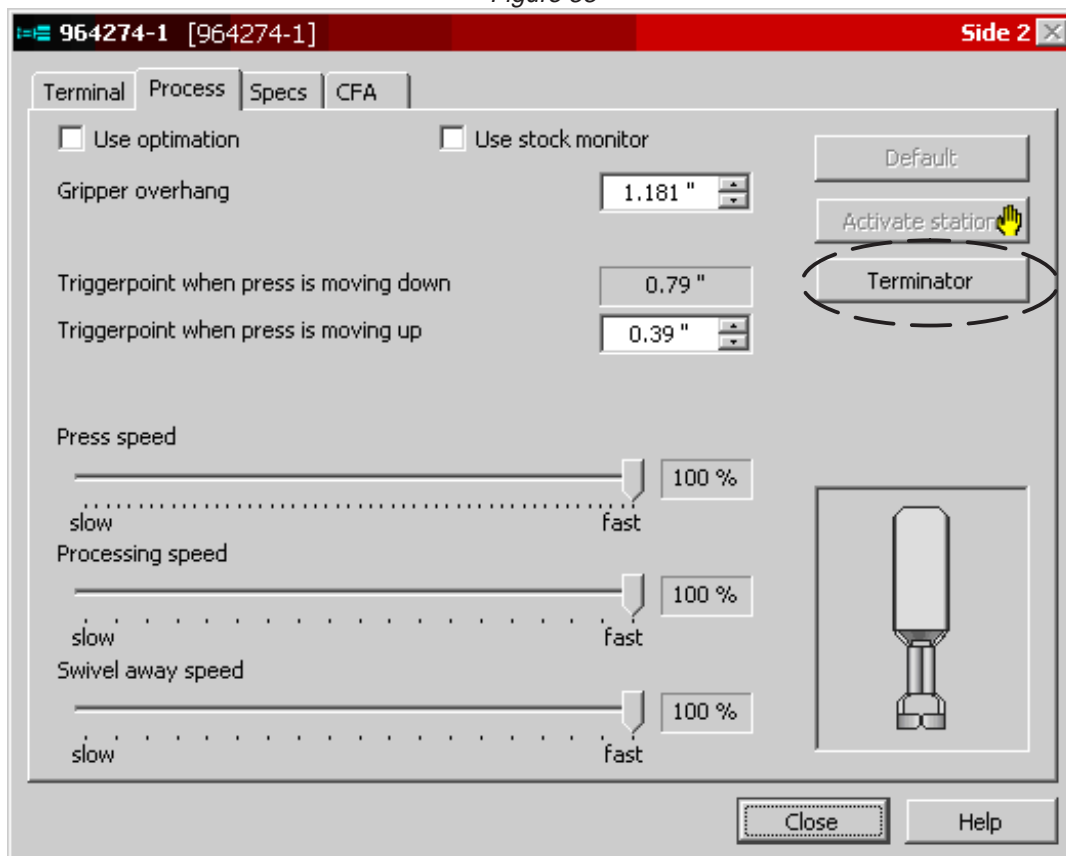 964274-1 [964274-1] Side 2
Terminal Process Specs CFA
Use optimation Use stock monitor
Default
Gripper overhang 1.181 "
Activate station
Triggerpoint when press is moving down 0.79 "
Terminator
Triggerpoint when press is moving up 0.39 "
Press speed
100 %
slow fast
Processing speed
100 %
slow fast
Swivel away speed
100 %
slow fast
Close Help